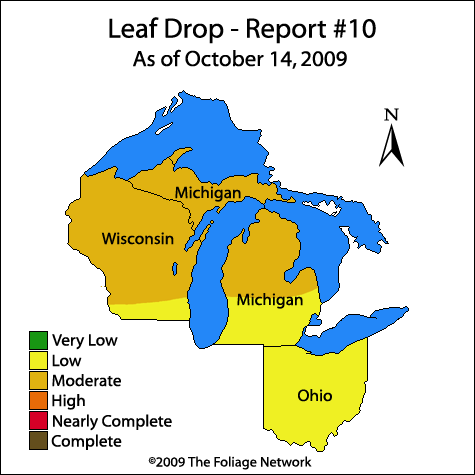 Leaf Drop - Report #10
As of October 14, 2009
N
Michigan
Wisconsin
Michigan
Ohio
Very Low
Low
Moderate
High
Nearly Complete
Complete
©2009 The Foliage Network